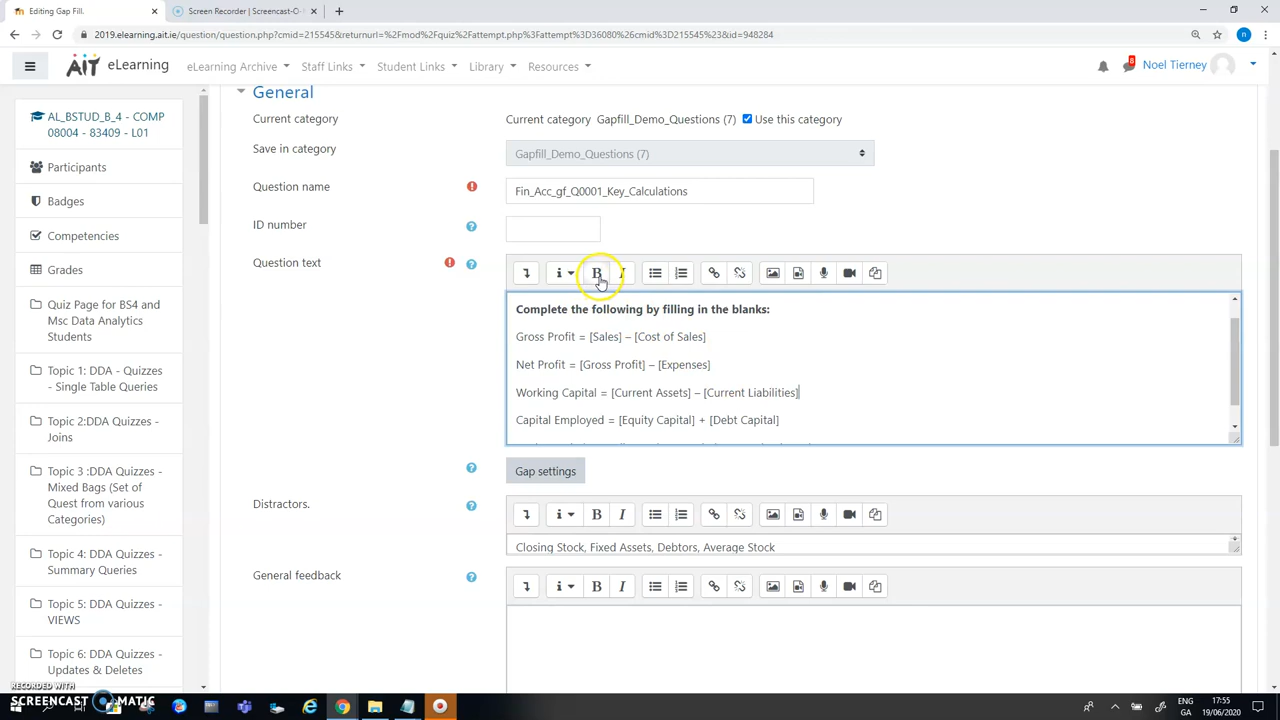 Editing Gap Fill.
Screen Recorder | Screencast-O-
2019.elearning.ait.ie/question/question.php?cmid=215545&returnurl=%2Fmod%2Fquiz%2Fattempt.php%3Fattempt%3D36080%26cmid%3D215545%23&id=948284
AIT eLearning
eLearning Archive
Staff Links
Student Links
Library
Resources
8
Noel Tierney
AL_BSTUD_B_4 - COMP
08004 - 83409 - L01
Participants
Badges
Competencies
Grades
Quiz Page for BS4 and
Msc Data Analytics
Students
Topic 1: DDA - Quizzes
- Single Table Queries
Topic 2:DDA Quizzes -
Joins
Topic 3 :DDA Quizzes -
Mixed Bags (Set of
Quest from various
Categories)
Topic 4: DDA Quizzes -
Summary Queries
Topic 5: DDA Quizzes -
VIEWS
Topic 6: DDA Quizzes -
Updates & Deletes
General
Current category
Current category Gapfill_Demo_Questions (7) Use this category
Save in category
Gapfill_Demo_Questions (7)
Question name
Fin_Acc_gf_Q0001_Key_Calculations
ID number
Question text
Complete the following by filling in the blanks:
Gross Profit = [Sales] – [Cost of Sales]
Net Profit = [Gross Profit] – [Expenses]
Working Capital = [Current Assets] – [Current Liabilities]
Capital Employed = [Equity Capital] + [Debt Capital]
Gap settings
Distractors.
Closing Stock, Fixed Assets, Debtors, Average Stock
General feedback
RECORDED WITH
SCREENCAST MATIC
ENG
GA
17:55
19/06/2020